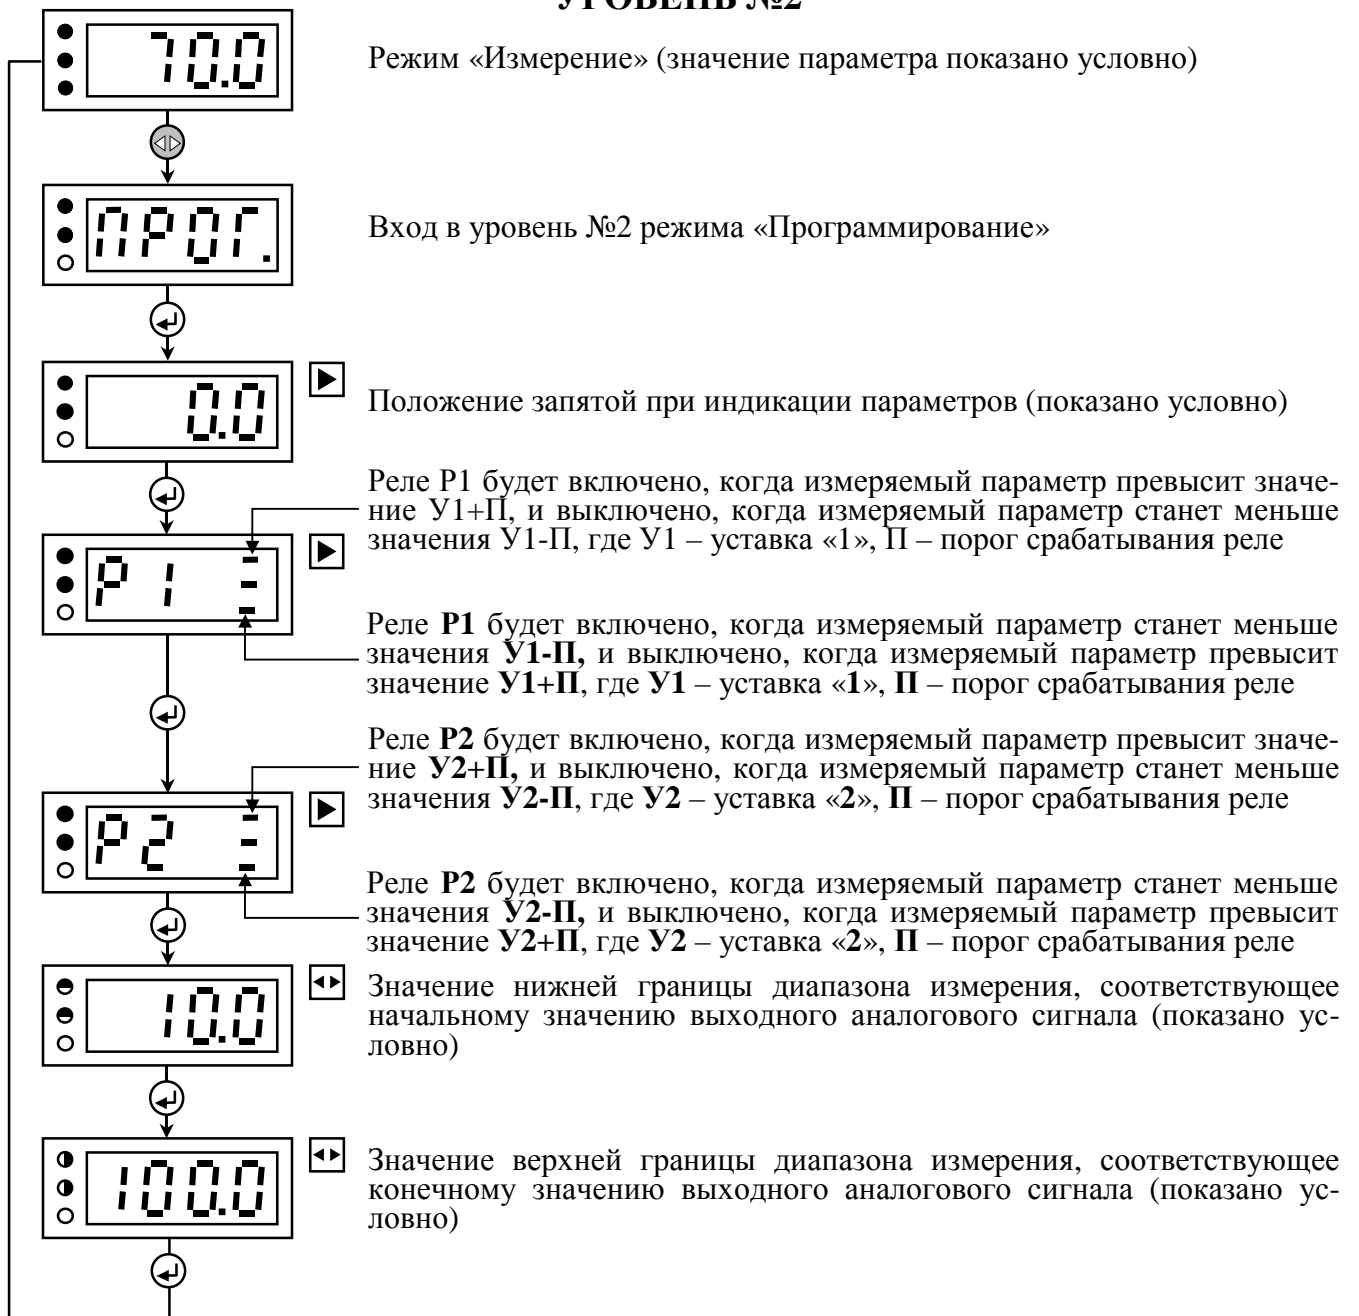 УРОВЕНЬ №2
70.0
Режим «Измерение» (значение параметра показано условно)
ПРОГ.
Вход в уровень №2 режима «Программирование»
0.0
Положение запятой при индикации параметров (показано условно)
Реле Р1 будет включено, когда измеряемый параметр превысит значе-
ние У1+П, и выключено, когда измеряемый параметр станет меньше
значения У1-П, где У1 – уставка «1», П – порог срабатывания реле
Р1
Реле Р1 будет включено, когда измеряемый параметр станет меньше
значения У1-П, и выключено, когда измеряемый параметр превысит
значение У1+П, где У1 – уставка «1», П – порог срабатывания реле
Реле Р2 будет включено, когда измеряемый параметр превысит значе-
ние У2+П, и выключено, когда измеряемый параметр станет меньше
значения У2-П, где У2 – уставка «2», П – порог срабатывания реле
Р2
Реле Р2 будет включено, когда измеряемый параметр станет меньше
значения У2-П, и выключено, когда измеряемый параметр превысит
значение У2+П, где У2 – уставка «2», П – порог срабатывания реле
10.0
Значение нижней границы диапазона измерения, соответствующее
начальному значению выходного аналогового сигнала (показано ус-
ловно)
100.0
Значение верхней границы диапазона измерения, соответствующее
конечному значению выходного аналогового сигнала (показано ус-
ловно)